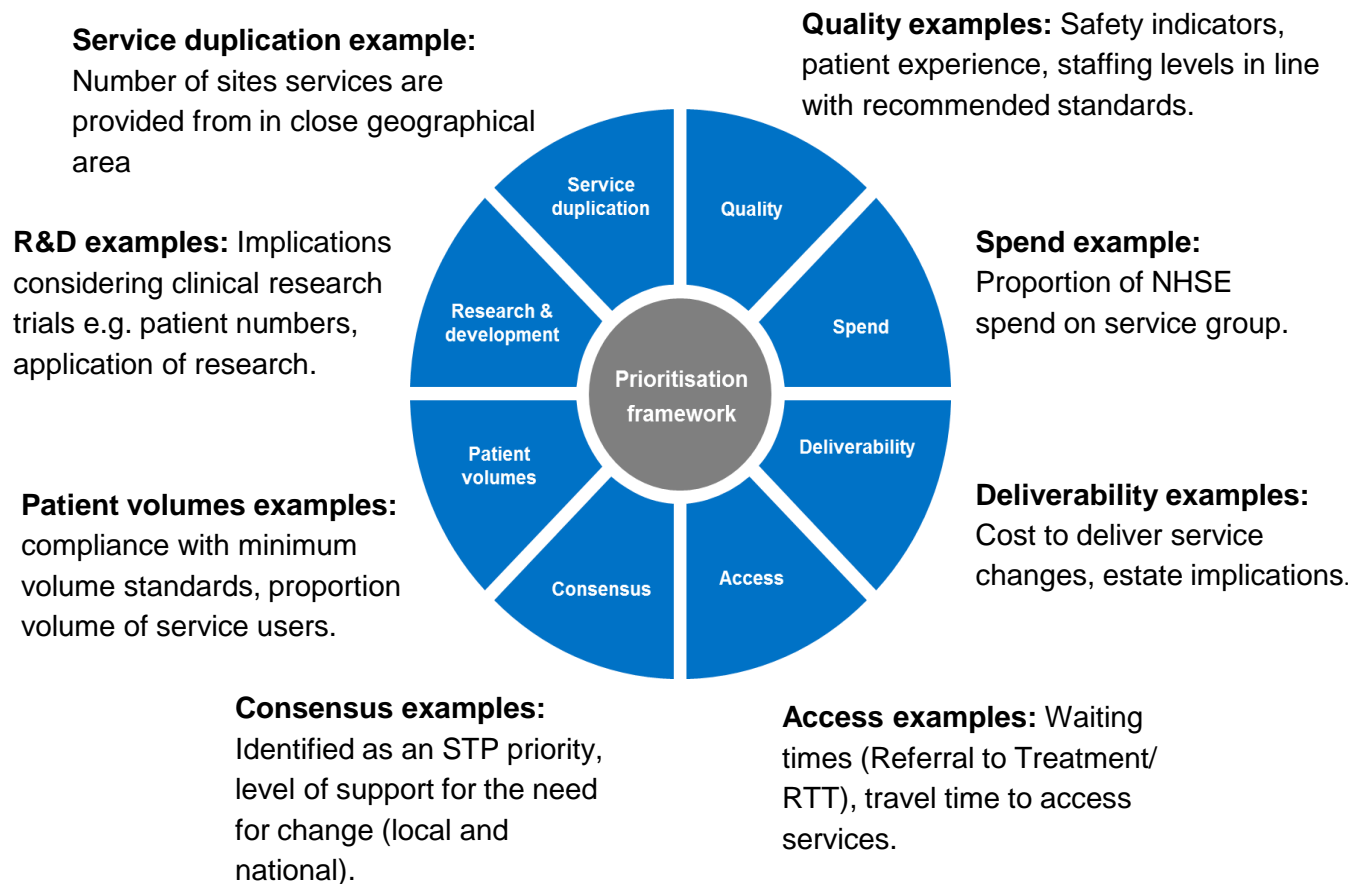 Service duplication example:
Number of sites services are
provided from in close geographical
area
Quality examples: Safety indicators,
patient experience, staffing levels in line
with recommended standards.
R&D examples: Implications
considering clinical research
trials e.g. patient numbers,
application of research.
Spend example:
Proportion of NHSE
spend on service group.
Patient volumes examples:
compliance with minimum
volume standards, proportion
volume of service users.
Deliverability examples:
Cost to deliver service
changes, estate implications.
Consensus examples:
Identified as an STP priority,
level of support for the need
for change (local and
national).
Access examples: Waiting
times (Referral to Treatment/
RTT), travel time to access
services.
Service
duplication
Quality
Research &
development
Spend
Prioritisation
framework
Patient
volumes
Deliverability
Consensus
Access